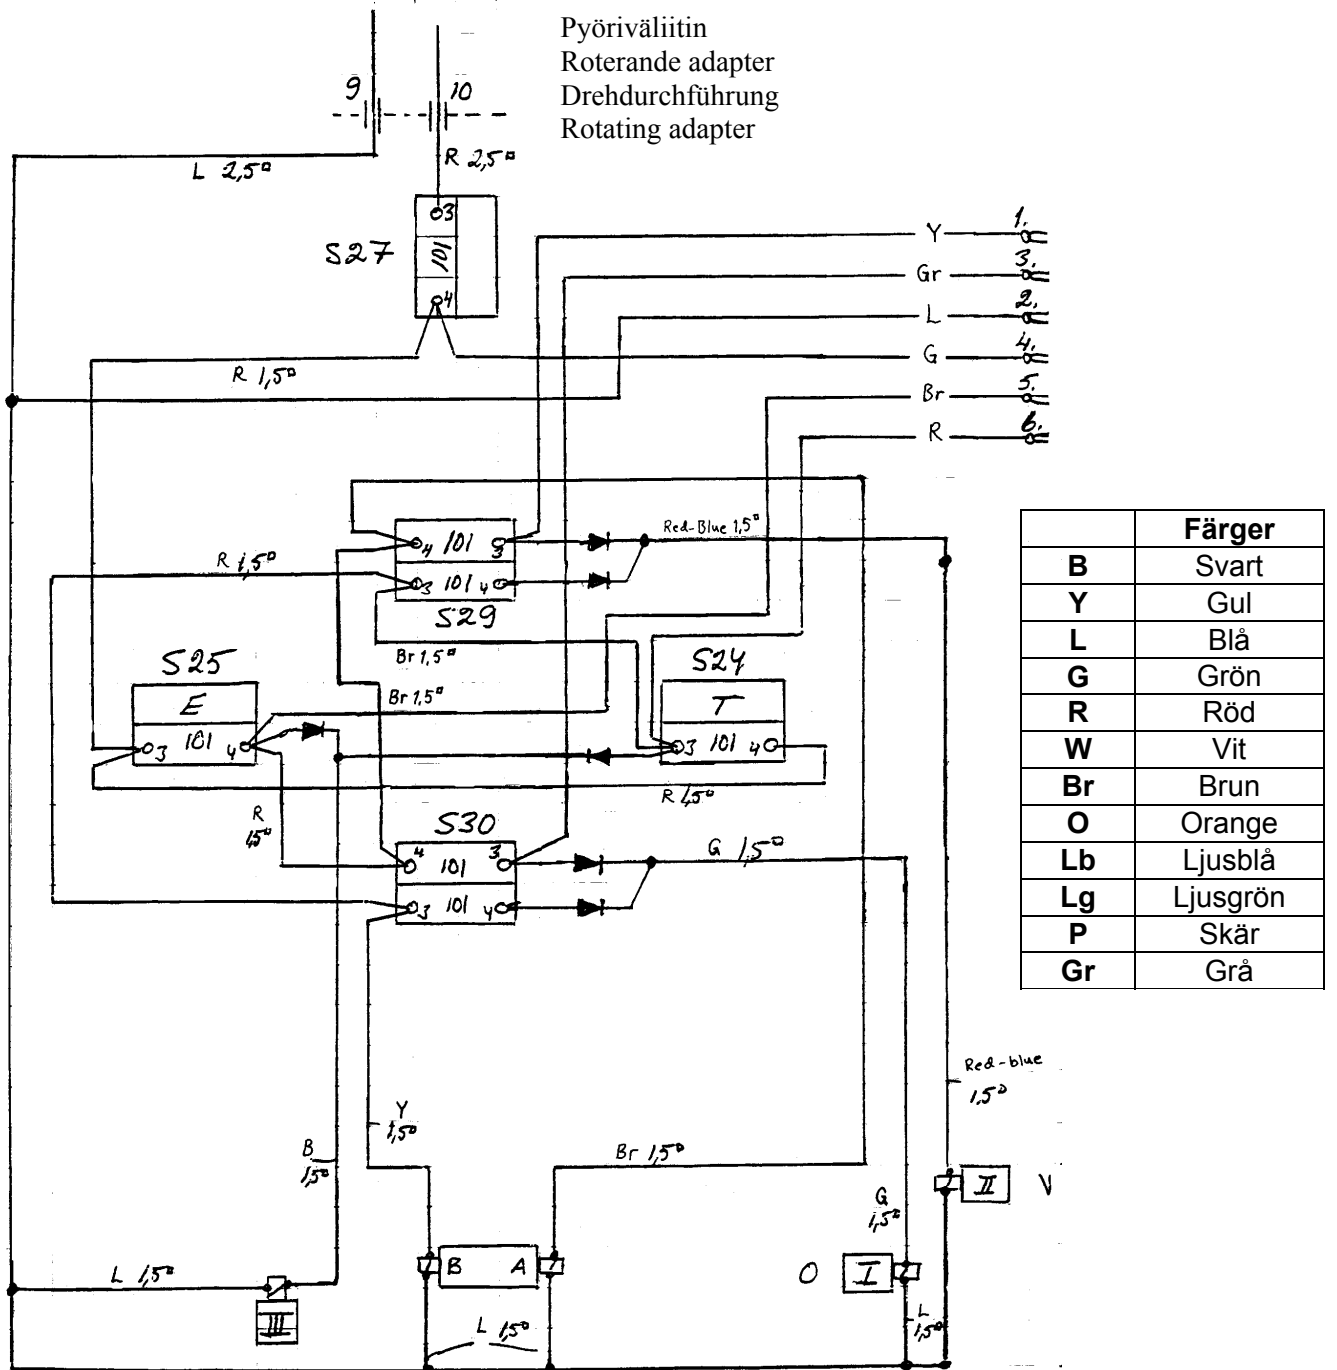 Pyöriväliitin
Roterande adapter
Drehdurchführung
Rotating adapter
9
10
L 2,5□
R 2,5□
S27
3
101
4
Y
1.
Gr
3.
L
2.
G
4.
Br
5.
R
6.
R 1,5□
4 101 3
Red-Blue 1,5□
R 1,5□
3 101 4
S29
Br 1,5□
S25
S24
Br 1,5□
E
T
3 101 4
3 101 4
R 1,5□
R
1,5□
S30
4 101 3
G 1,5□
3 101 4
Färger
B Svart
Y Gul
L Blå
G Grön
R Röd
W Vit
Br Brun
O Orange
Lb Ljusblå
Lg Ljusgrön
P Skär
Gr Grå
Red-blue
1,5□
Y
1,5□
B
1,5□
Br 1,5□
II
V
G
1,5□
B A
O
I
L 1,5□
III
L 1,5□
L
1,5□